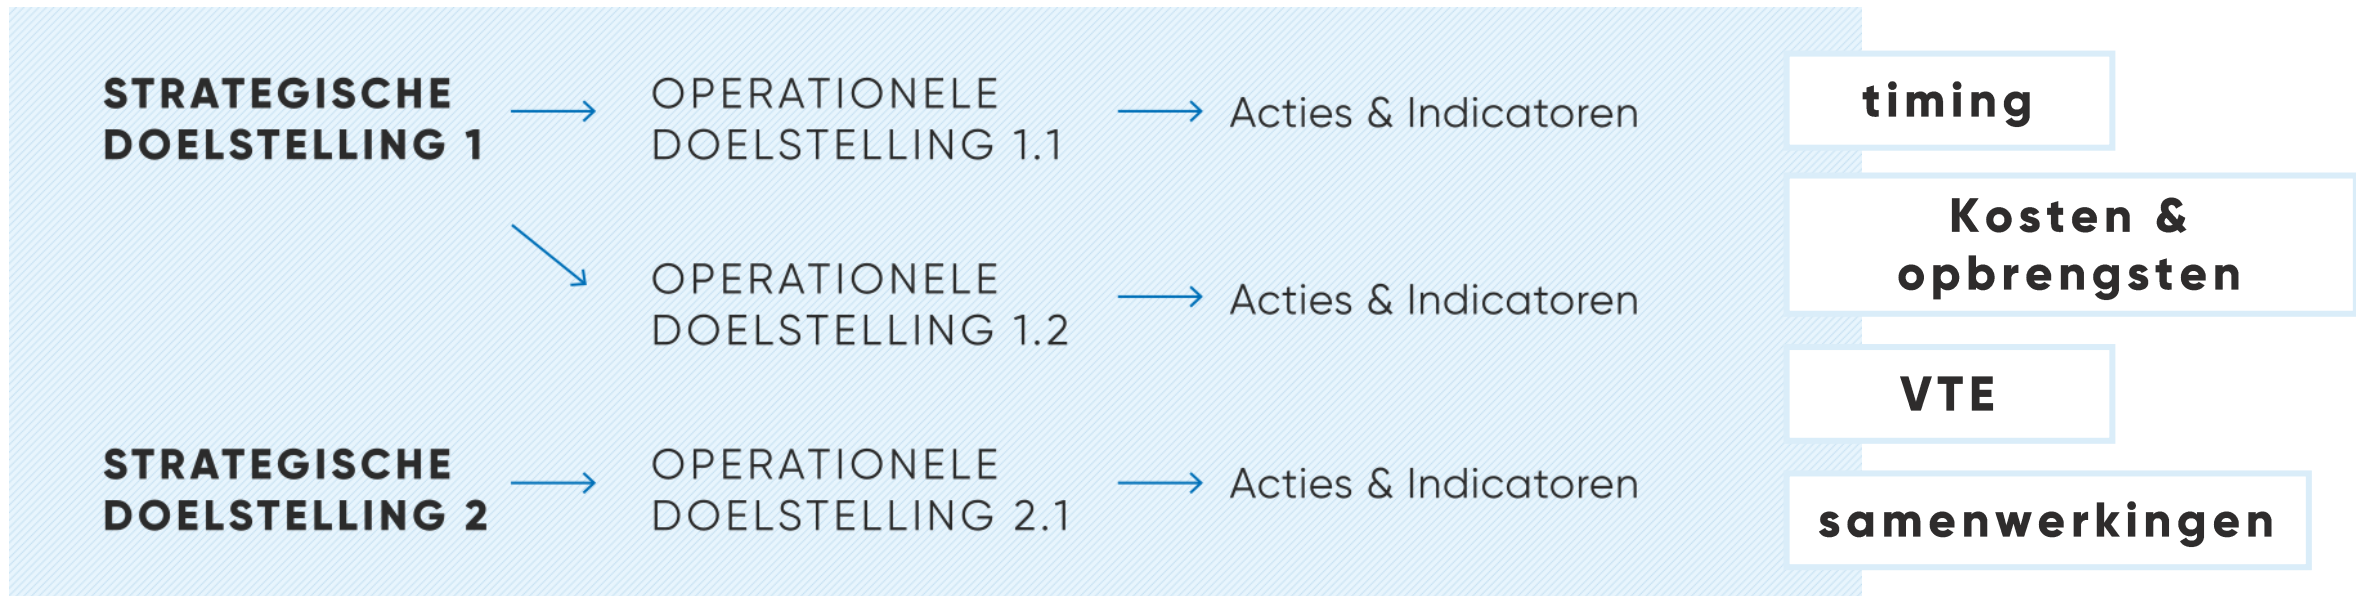 STRATEGISCHE
DOELSTELLING 1
OPERATIONELE
DOELSTELLING 1.1
Acties & Indicatoren
OPERATIONELE
DOELSTELLING 1.2
Acties & Indicatoren
STRATEGISCHE
DOELSTELLING 2
OPERATIONELE
DOELSTELLING 2.1
Acties & Indicatoren
timing
Kosten &
opbrengsten
VTE
samenwerkingen